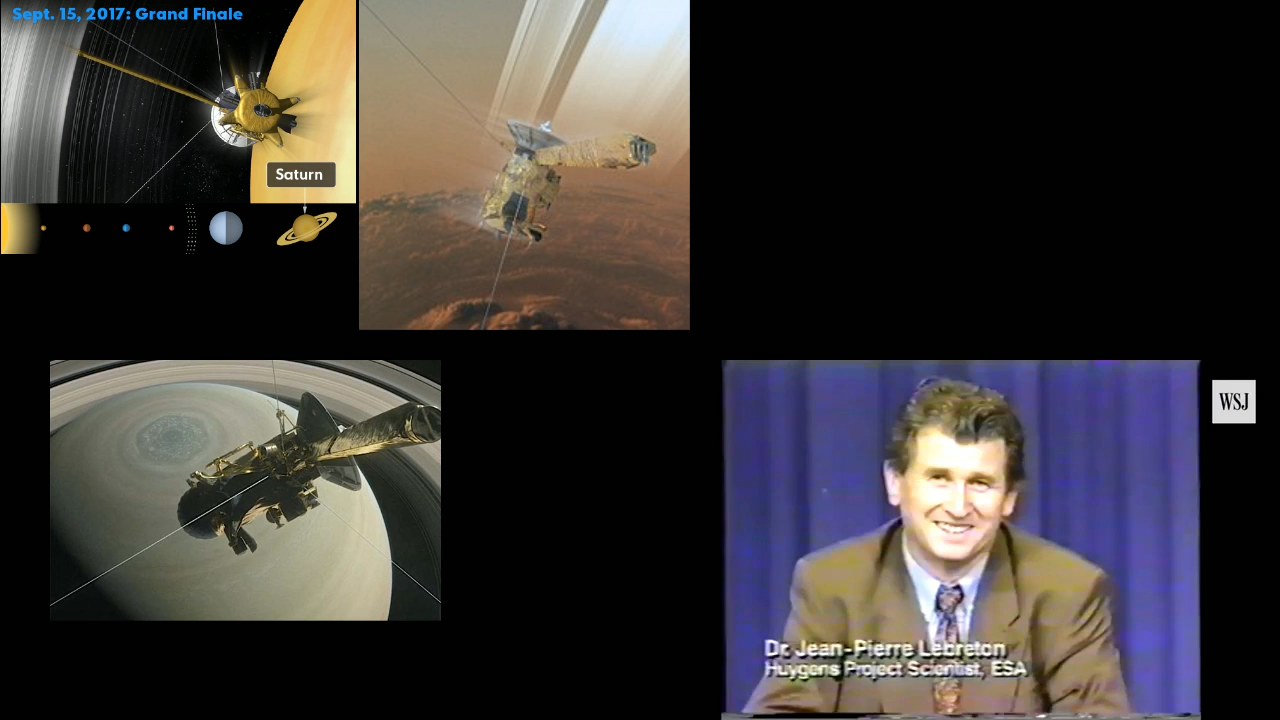 Sept. 15, 2017: Grand Finale
Saturn
WSJ
Dr. Jean-Pierre Lebreton
Huygens Project Scientist, ESA